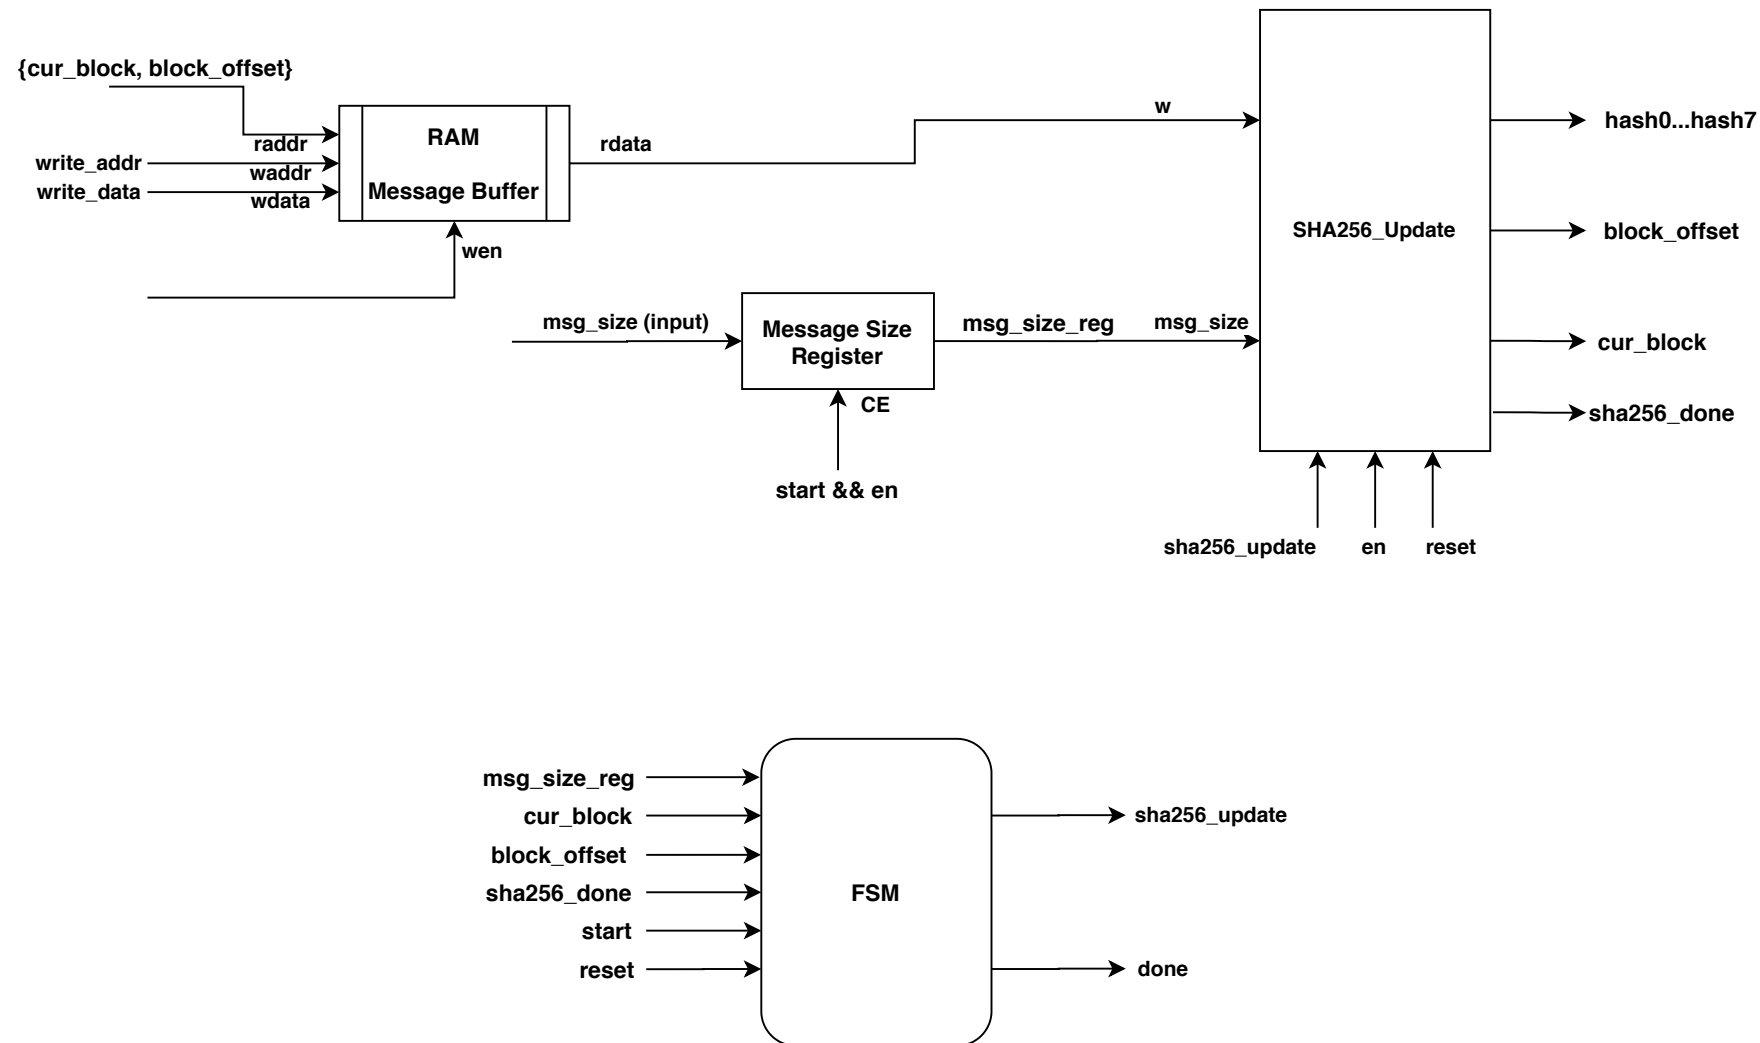 {cur_block, block_offset}
raddr
write_addr
waddr
write_data
wdata
RAM
Message Buffer
wen
rdata
w
msg_size (input)
Message Size
Register
CE
start && en
msg_size_reg
msg_size
SHA256_Update
hash0...hash7
block_offset
cur_block
sha256_done
sha256_update
en
reset
msg_size_reg
cur_block
block_offset
sha256_done
start
reset
FSM
sha256_update
done